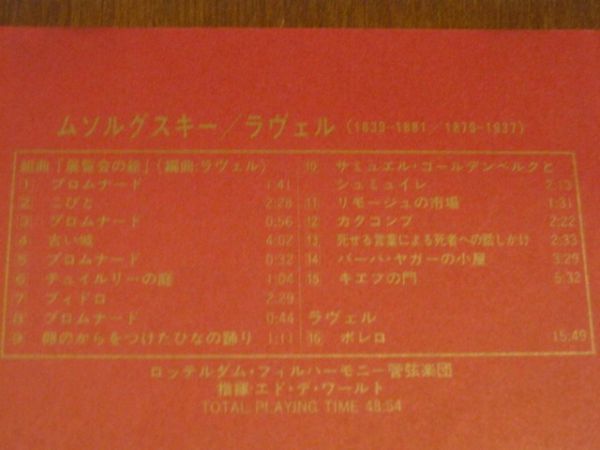 ムソルグスキー／ラヴェル (1839-1881／1875-1937)
組曲「展覧会の絵」(編曲:ラヴェル)
1 プロムナード 1:41
2 こびと 2:28
3 プロムナード 0:56
4 古い城 4:02
5 プロムナード 0:32
6 チュイルリーの庭 1:04
7 ブィドロ 2:29
8 プロムナード 0:44
9 卵のからをつけたひなの踊り 1:11
10 サミュエル・ゴールデンベルクと
シュミュイレ 2:13
11 リモージュの市場 1:31
12 カタコンブ 2:22
13 死せる言葉による死者への話しかけ 2:33
14 バーバ・ヤガーの小屋 3:29
15 キエフの門 5:32
ラヴェル
16 ボレロ 15:49
ロッテルダム・フィルハーモニー管弦楽団
指揮:エド・デ・ワールト
TOTAL PLAYING TIME 48:54